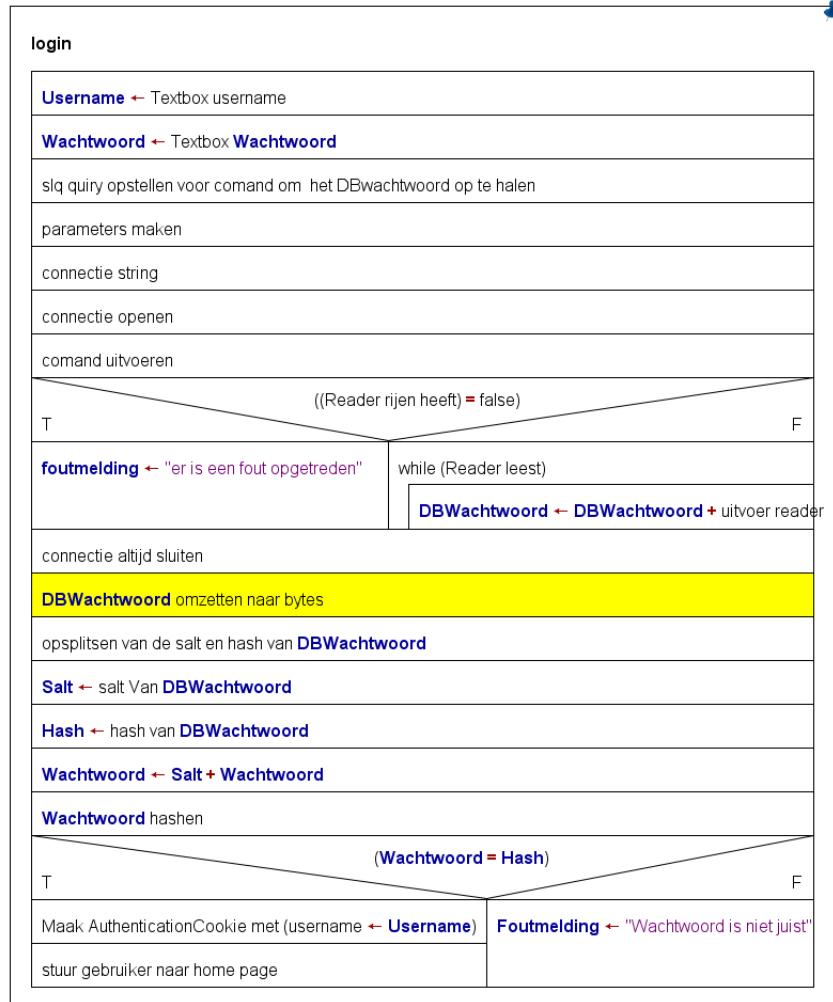 login
Username ← Textbox username
Wachtwoord ← Textbox Wachtwoord
slq quiry opstellen voor comand om het DBwachtwoord op te halen
parameters maken
connectie string
connectie openen
comand uitvoeren
((Reader rijen heeft) = false)
T F
foutmelding ← "er is een fout opgetreden"
while (Reader leest)
DBWachtwoord ← DBWachtwoord + uitvoer reader
connectie altijd sluiten
DBWachtwoord omzetten naar bytes
opsplitsen van de salt en hash van DBWachtwoord
Salt ← salt Van DBWachtwoord
Hash ← hash van DBWachtwoord
Wachtwoord ← Salt + Wachtwoord
Wachtwoord hashen
(Wachtwoord = Hash)
T F
Maak AuthenticationCookie met (username ← Username)
Foutmelding ← "Wachtwoord is niet juist"
stuur gebruiker naar home page